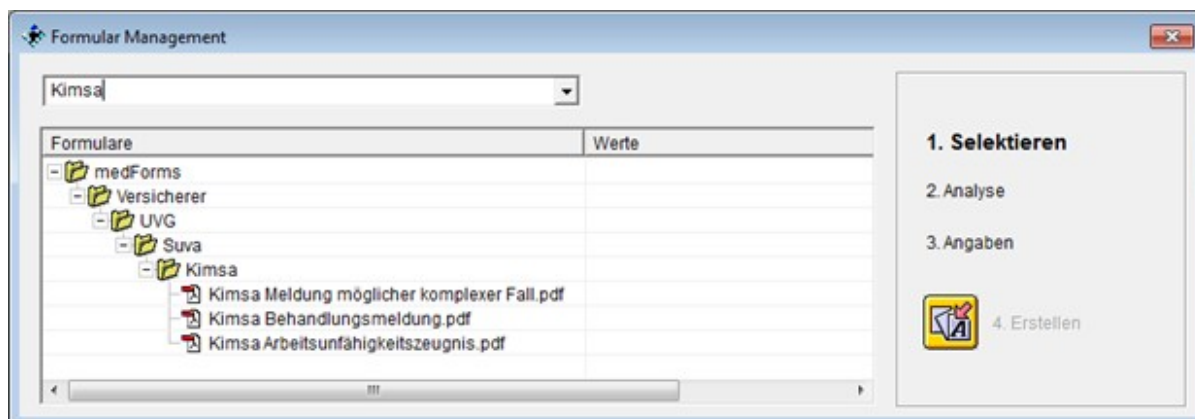 Formular Management
Kimsa
Formulare Werte
medForms
Versicherer
UVG
Suva
Kimsa
Kimsa Meldung möglicher komplexer Fall.pdf
Kimsa Behandlungsmeldung.pdf
Kimsa Arbeitsunfähigkeitszeugnis.pdf
1. Selektieren
2. Analyse
3. Angaben
4. Erstellen